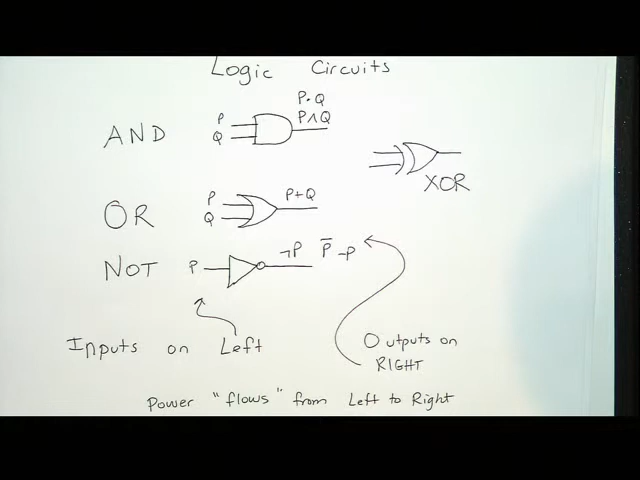 Logic Circuits
AND P Q P•Q
P∧Q
XOR
OR P Q P+Q
NOT P ¬P P̅ -P
Inputs on Left
Outputs on
RIGHT
Power "flows" from Left to Right